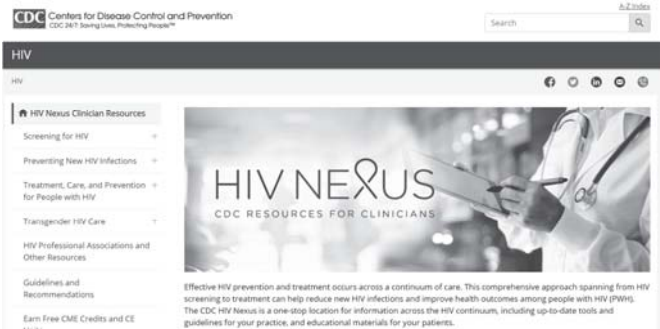 A-Z Index
CDC Centers for Disease Control and Prevention
CDC 24/7: Saving Lives, Protecting People™
Search
HIV
HIV
HIV Nexus Clinician Resources
Screening for HIV
Preventing New HIV Infections
Treatment, Care, and Prevention
for People with HIV
Transgender HIV Care
HIV Professional Associations and
Other Resources
Guidelines and
Recommendations
Earn Free CME Credits and CE
HIV NEXUS
CDC RESOURCES FOR CLINICIANS
Effective HIV prevention and treatment occurs across a continuum of care. This comprehensive approach spanning from HIV
screening to treatment can help reduce new HIV infections and improve health outcomes among people with HIV (PWH).
The CDC HIV Nexus is a one-stop location for information across the HIV continuum, including up-to-date tools and
guidelines for your practice, and educational materials for your patients.